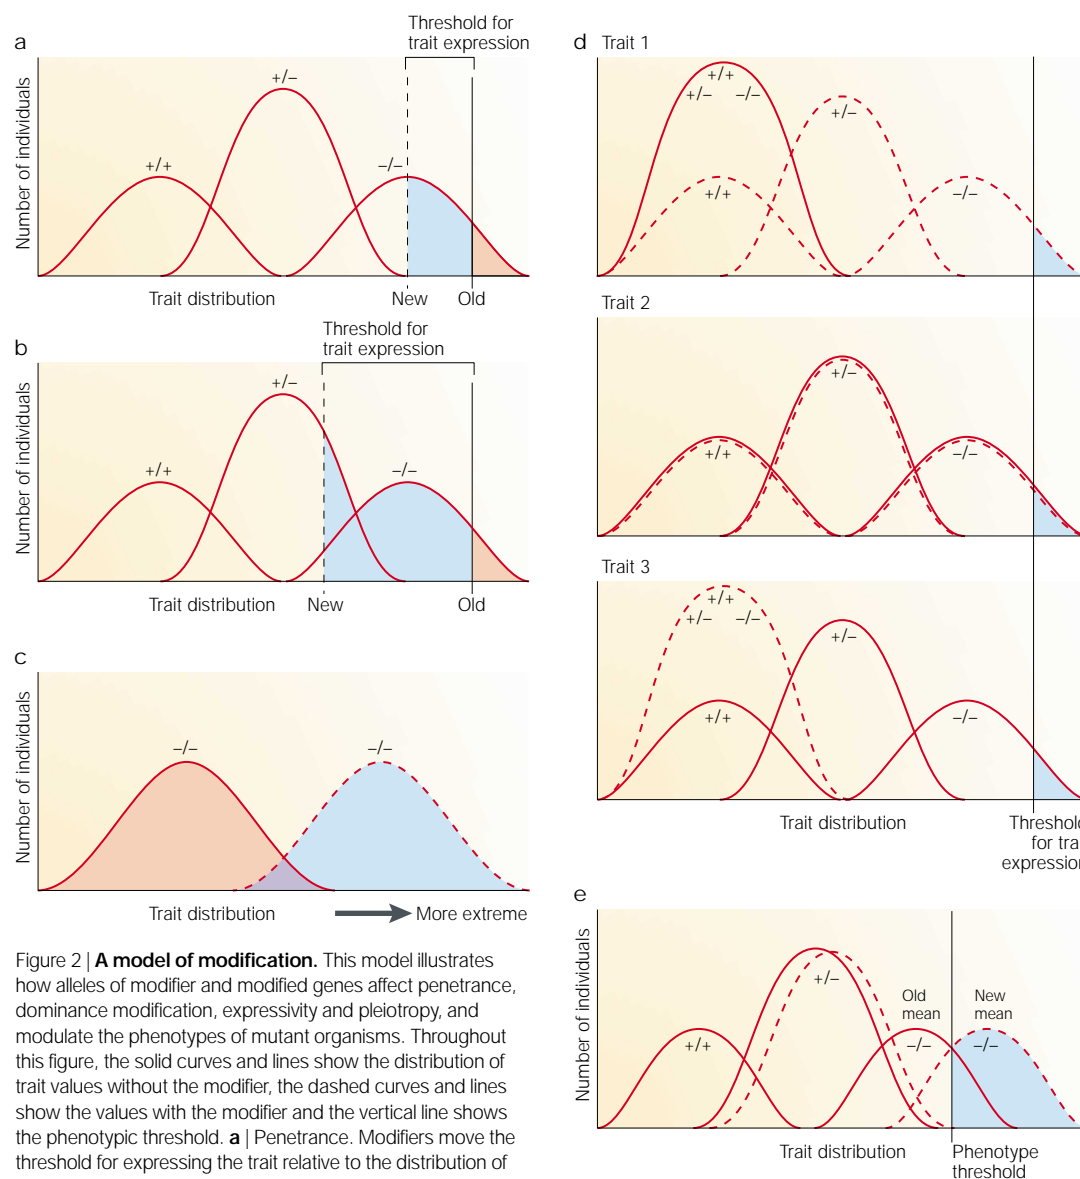 a
Threshold for
trait expression
Number of individuals
+/+
+/–
–/–
Trait distribution
New
Old
b
Threshold for
trait expression
Number of individuals
+/+
+/–
–/–
Trait distribution
New
Old
c
Number of individuals
–/–
–/–
Trait distribution
More extreme
Figure 2 | A model of modification. This model illustrates
how alleles of modifier and modified genes affect penetrance,
dominance modification, expressivity and pleiotropy, and
modulate the phenotypes of mutant organisms. Throughout
this figure, the solid curves and lines show the distribution of
trait values without the modifier, the dashed curves and lines
show the values with the modifier and the vertical line shows
the phenotypic threshold. a | Penetrance. Modifiers move the
threshold for expressing the trait relative to the distribution of
d
Trait 1
+/+
+/– –/–
+/–
+/+
–/–
Trait 2
+/–
+/+
–/–
Trait 3
+/+
+/– –/–
+/–
+/+
–/–
Trait distribution
Threshold
for trai
expression
e
Number of individuals
+/+
+/–
Old
mean
–/–
New
mean
–/–
Trait distribution
Phenotype
threshold